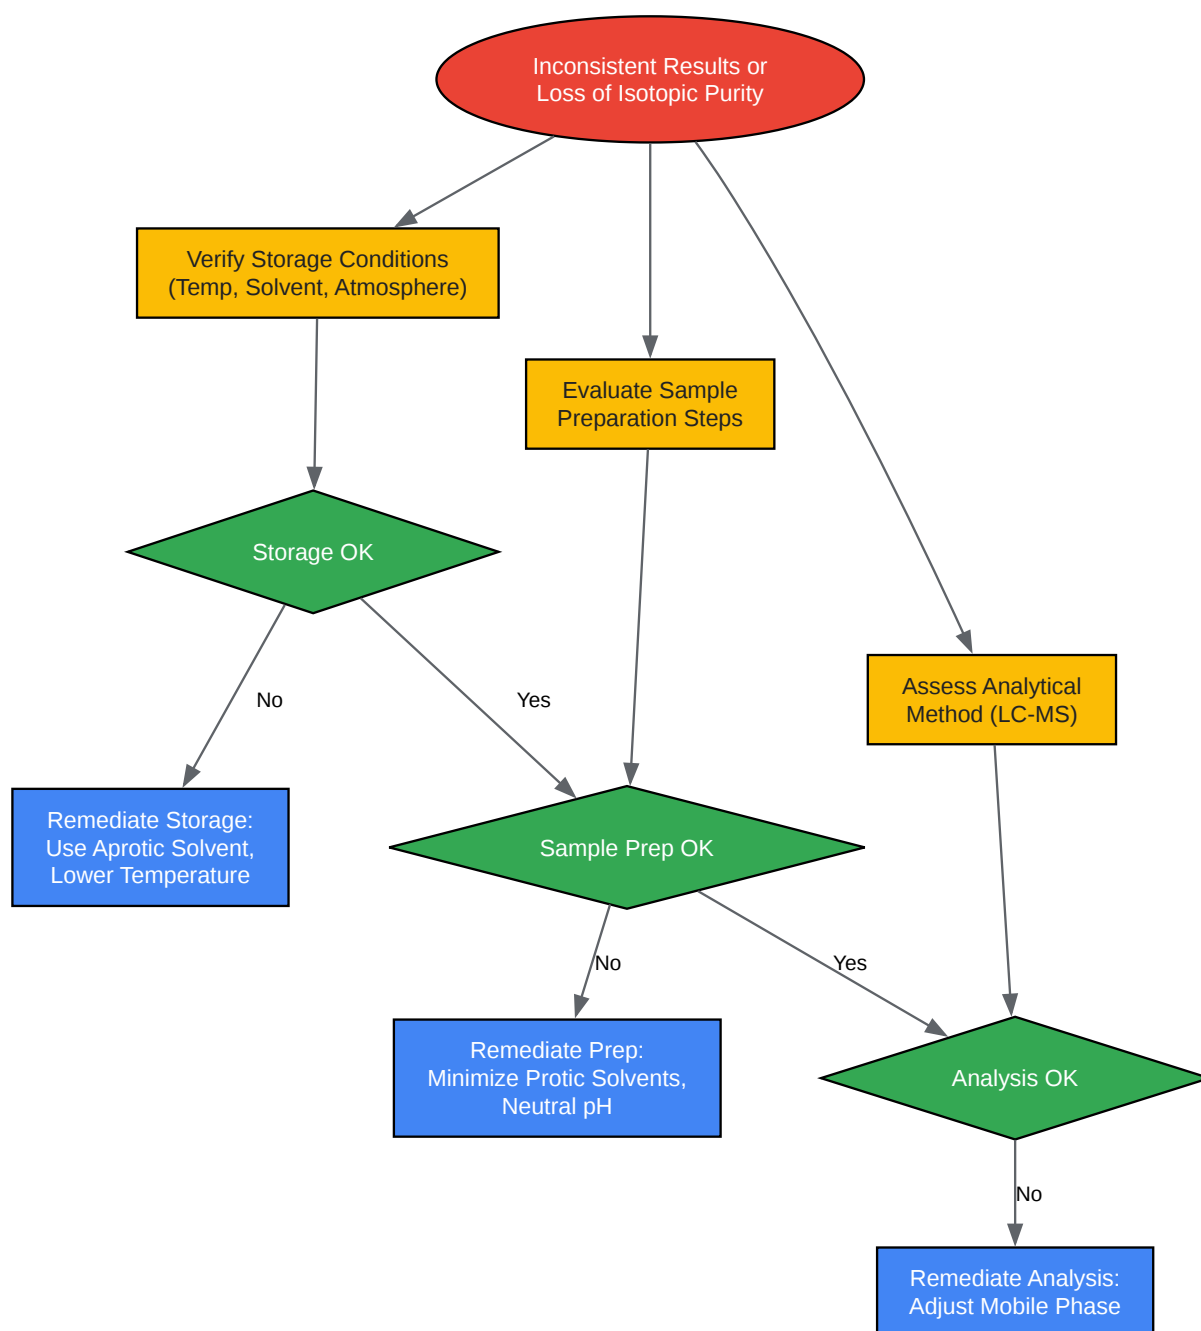 Inconsistent Results or
Loss of Isotopic Purity
Verify Storage Conditions
(Temp, Solvent, Atmosphere)
Evaluate Sample
Preparation Steps
Storage OK
Assess Analytical
Method (LC-MS)
No
Yes
Remediate Storage:
Use Aprotic Solvent,
Lower Temperature
Sample Prep OK
No
Yes
Remediate Prep:
Minimize Protic Solvents,
Neutral pH
Analysis OK
No
Remediate Analysis:
Adjust Mobile Phase